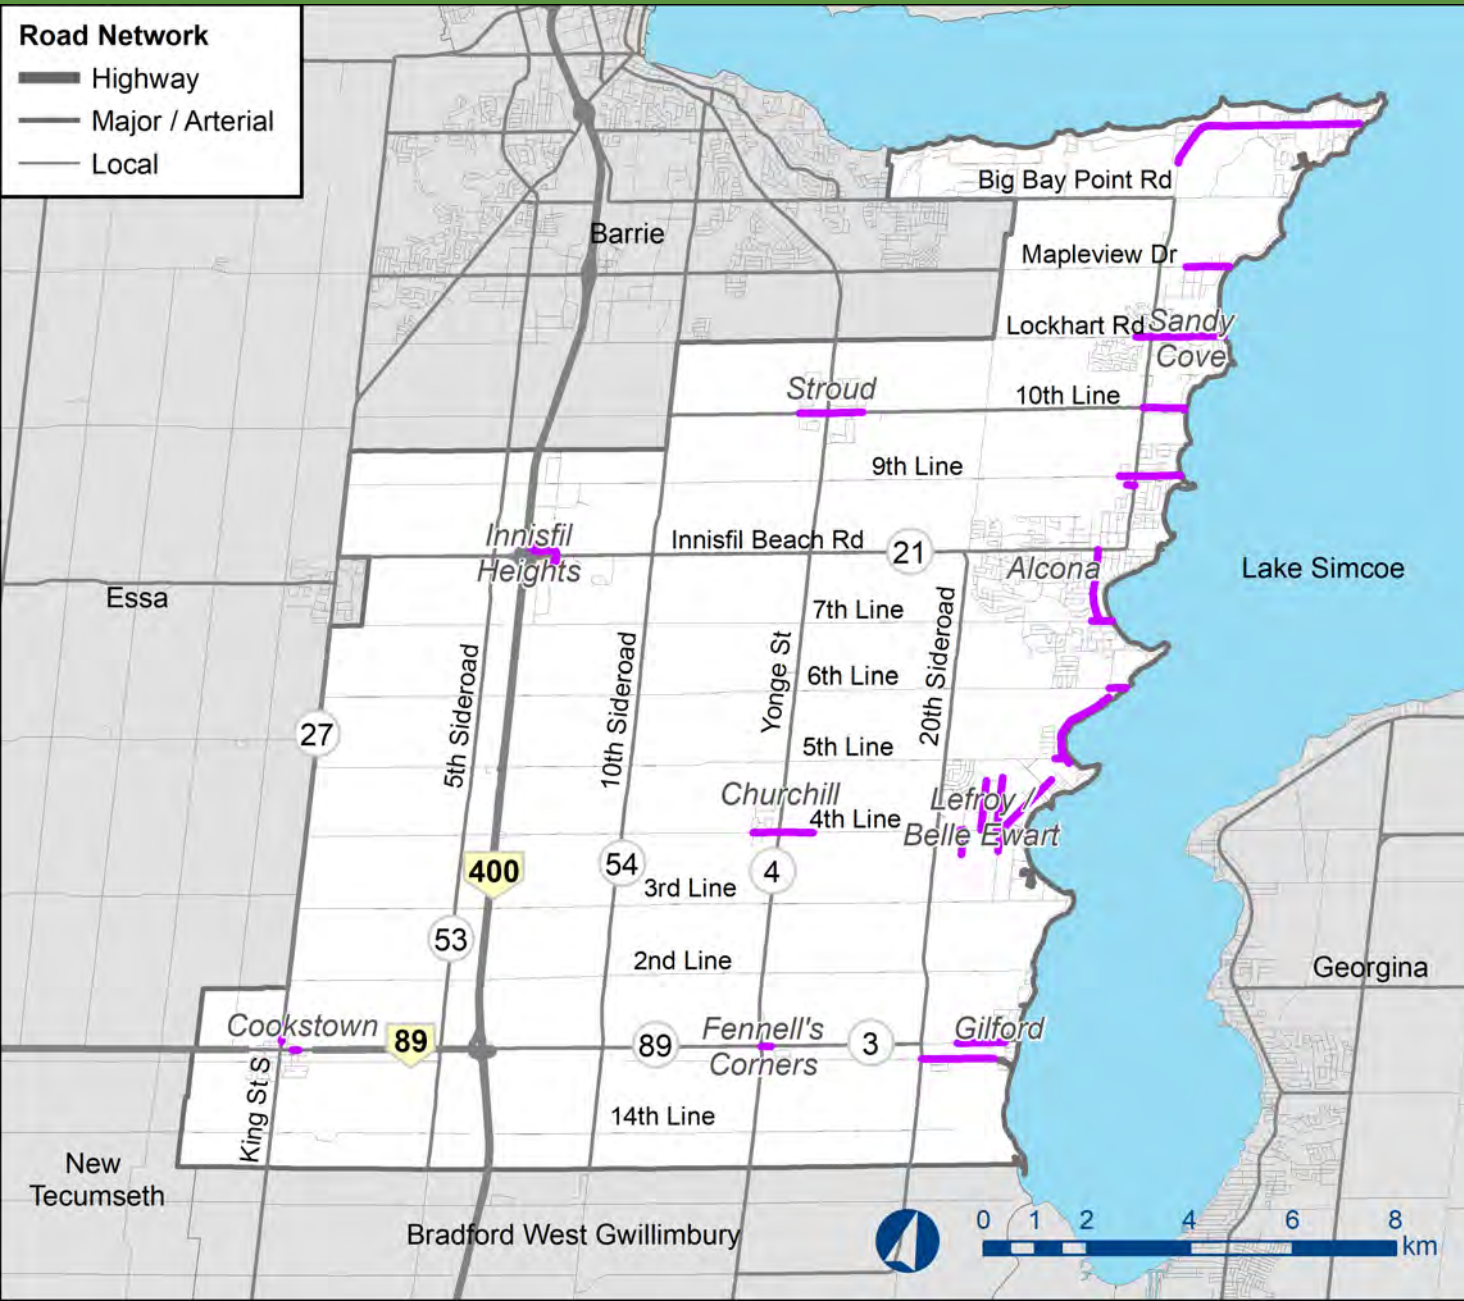 Road Network
Highway
Major / Arterial
Local
Big Bay Point Rd
Barrie
Mapleview Dr
Lockhart Rd
Sandy
Cove
Stroud
10th Line
9th Line
Innisfil
Heights
Innisfil Beach Rd
21
Alcona
Lake Simcoe
Essa
7th Line
6th Line
5th Sideroad
10th Sideroad
Yonge St
20th Sideroad
27
5th Line
Churchill
4th Line
Lefroy /
Belle Ewart
400
54
4
3rd Line
53
2nd Line
Georgina
Cookstown
89
89
Fennell's
Corners
3
Gilford
King St S
14th Line
New
Tecumseth
Bradford West Gwillimbury
0 1 2 4 6 8
km